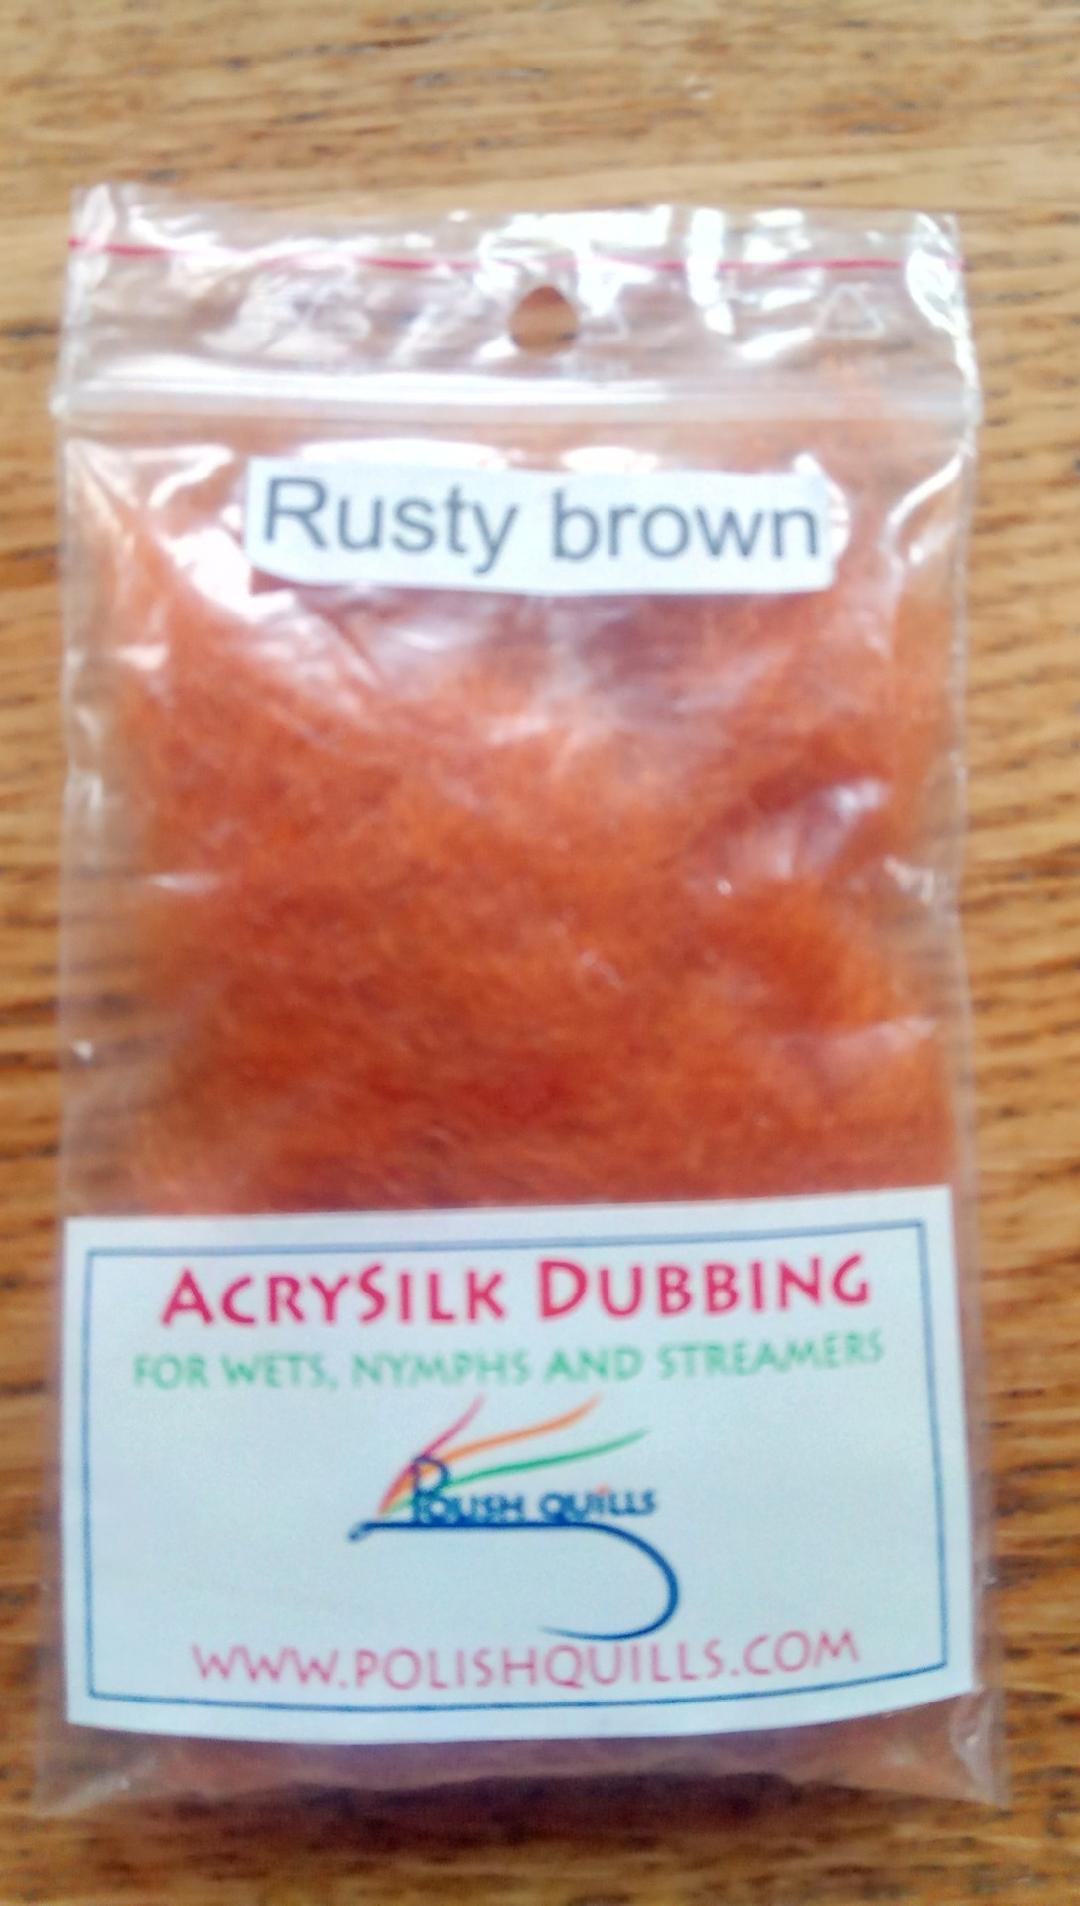 Rusty brown
ACRYSILK DUBBING
FOR WETS, NYMPHS AND STREAMERS
POLISH QUILLS
WWW.POLISHQUILLS.COM